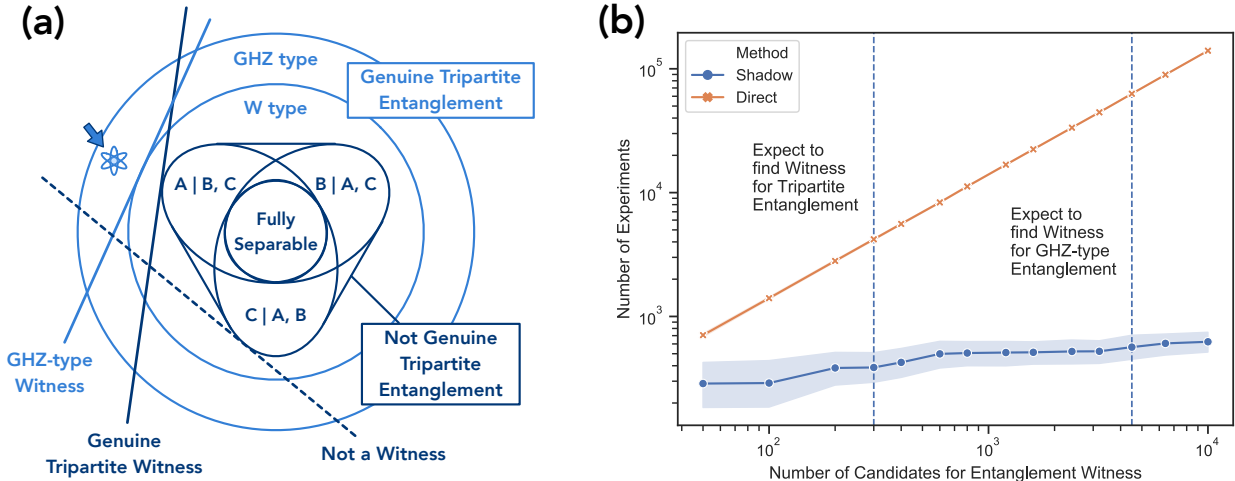 (a)
GHZ type
Genuine Tripartite
Entanglement
W type
A | B, C
B | A, C
Fully
Separable
C | A, B
Not Genuine
Tripartite
Entanglement
GHZ-type
Witness
Genuine
Tripartite Witness
Not a Witness
(b)
Method
Shadow
Direct
Expect to
find Witness
for Tripartite
Entanglement
Expect to
find Witness
for GHZ-type
Entanglement
Number of Experiments
10^5
10^4
10^3
10^2
10^3
10^4
Number of Candidates for Entanglement Witness